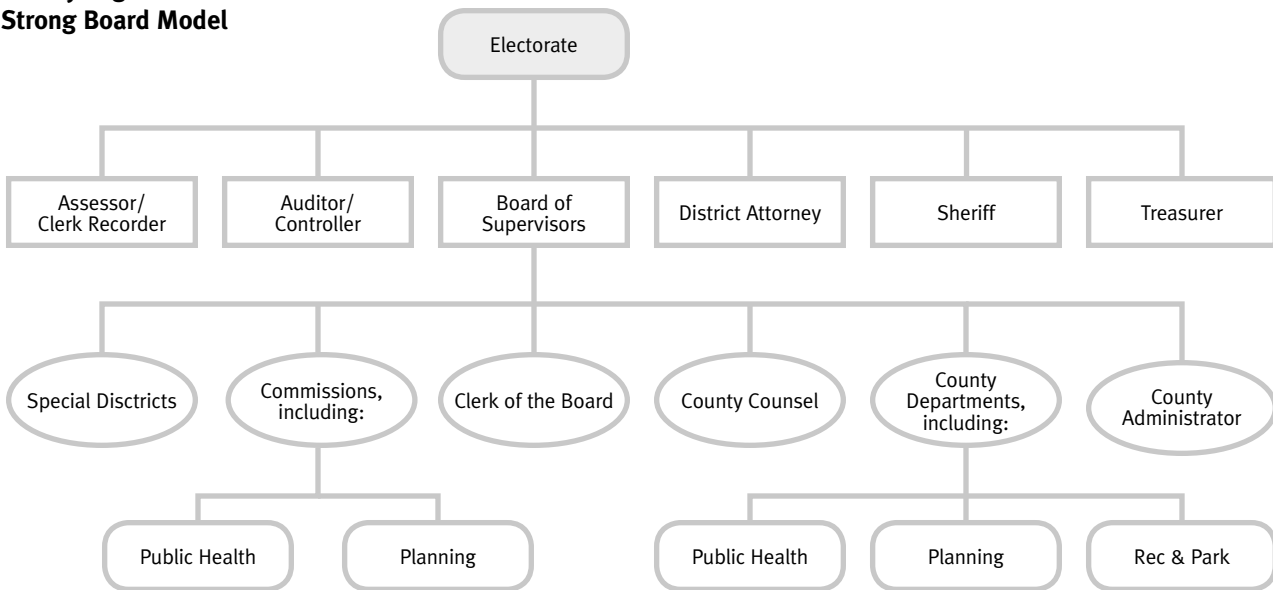 Strong Board Model
Electorate
Assessor/
Clerk Recorder
Auditor/
Controller
Board of
Supervisors
District Attorney
Sheriff
Treasurer
Special Disctricts
Commissions,
including:
Clerk of the Board
County Counsel
County
Departments,
including:
County
Administrator
Public Health
Planning
Public Health
Planning
Rec & Park